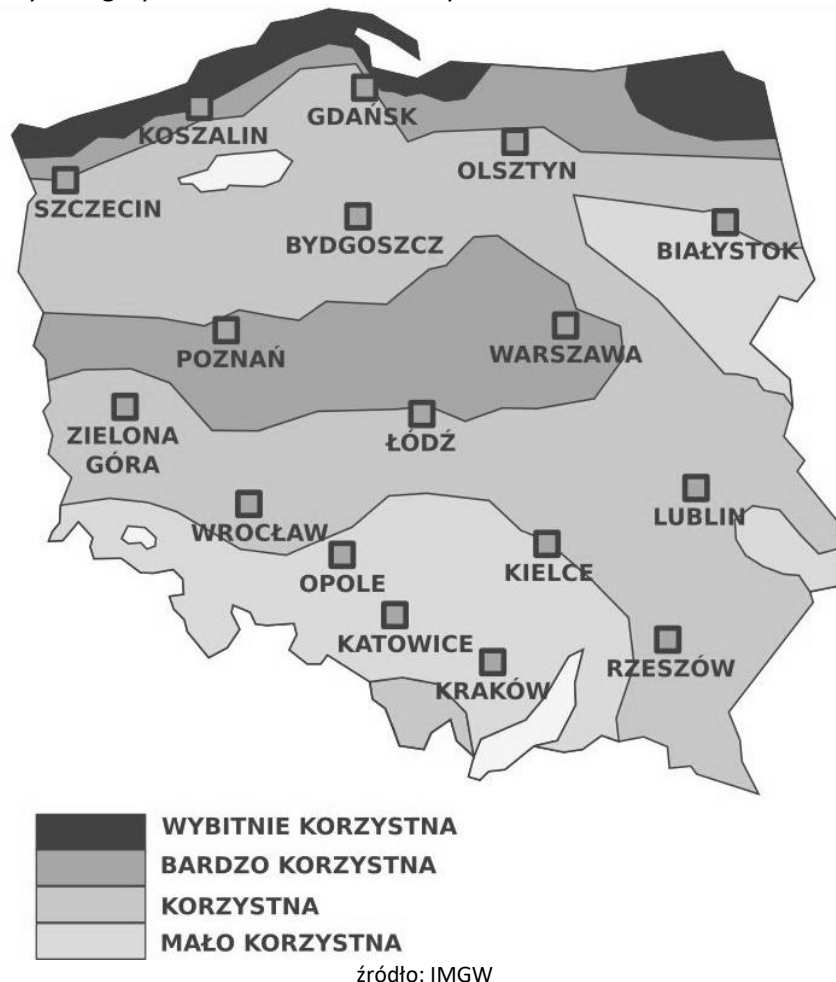 KOSZALIN
GDAŃSK
OLSZTYN
SZCZECIN
BYDGOSZCZ
BIAŁYSTOK
POZNAŃ
WARSZAWA
ZIELONA
GÓRA
ŁÓDŹ
WROCŁAW
LUBLIN
OPOLE
KIELCE
KATOWICE
KRAKÓW
RZESZÓW
WYBITNIE KORZYSTNA
BARDZO KORZYSTNA
KORZYSTNA
MAŁO KORZYSTNA
źródło: IMGW